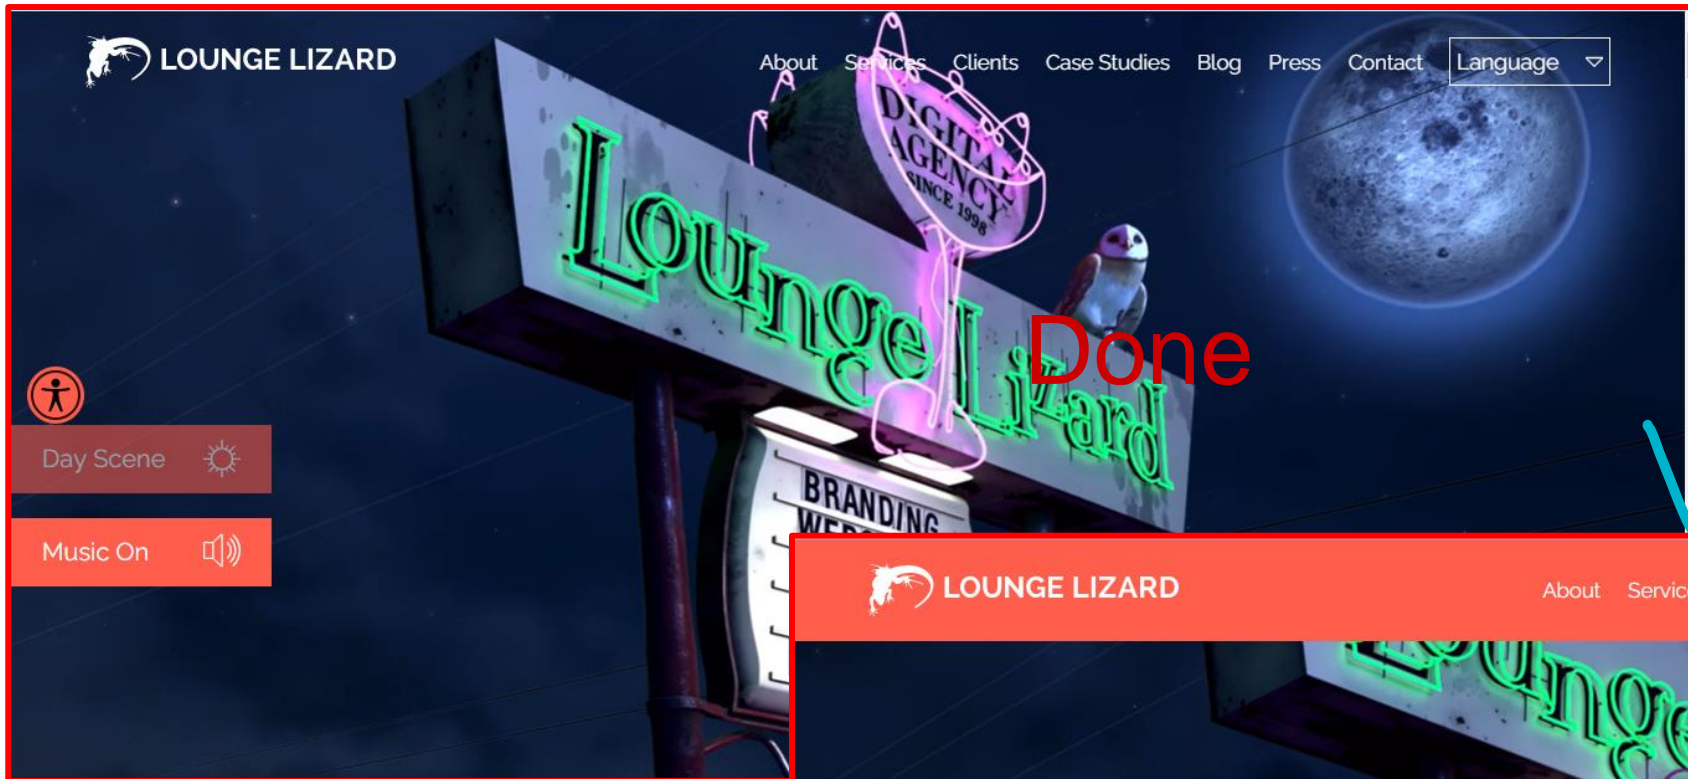 LOUNGE LIZARD
About Services Clients Case Studies Blog Press Contact Language
DIGITAL
AGENCY
SINCE 1998
Lounge Lizard
Done
Day Scene
BRANDING
Music On
LOUNGE LIZARD
About
Lounge